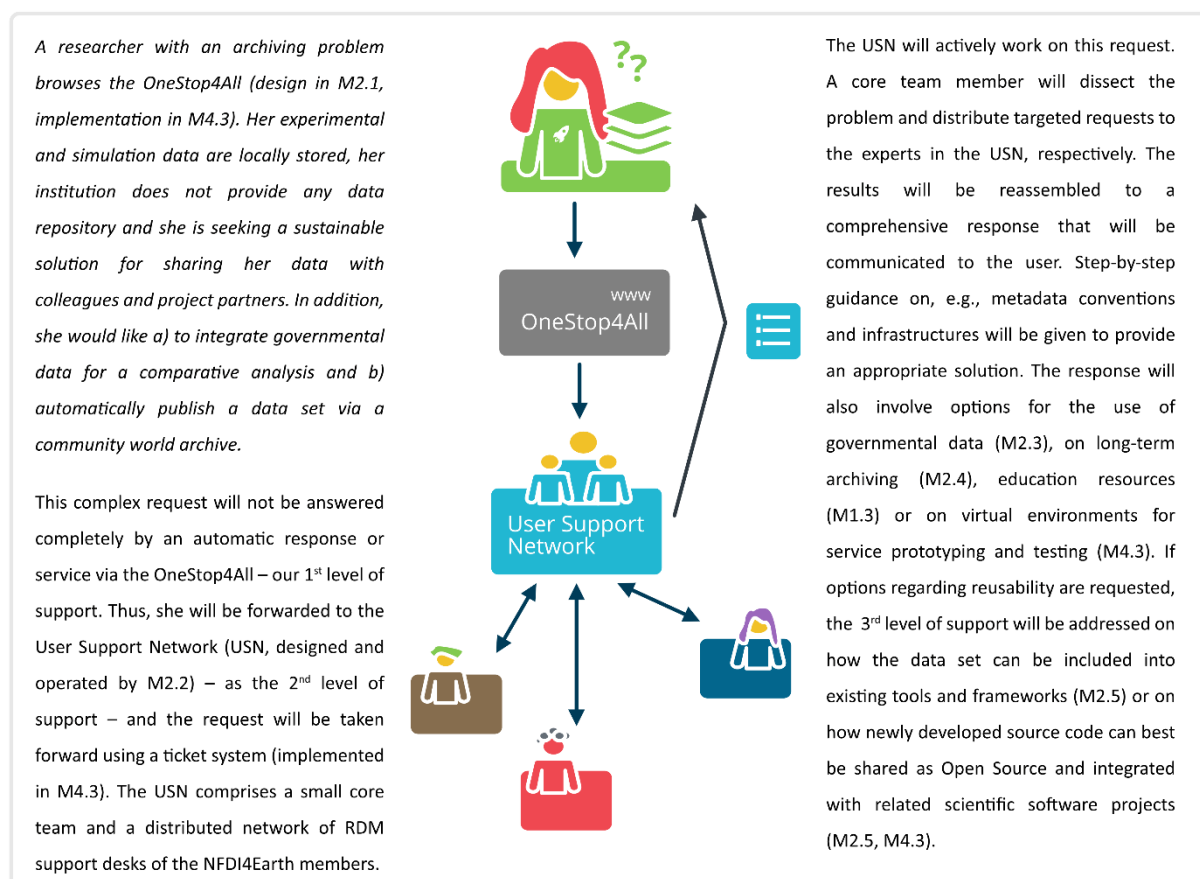 A researcher with an archiving problem
browses the OneStop4All (design in M2.1,
implementation in M4.3). Her experimental
and simulation data are locally stored, her
institution does not provide any data
repository and she is seeking a sustainable
solution for sharing her data with
colleagues and project partners. In addition,
she would like a) to integrate governmental
data for a comparative analysis and b)
automatically publish a data set via a
community world archive.
This complex request will not be answered
completely by an automatic response or
service via the OneStop4All – our 1st level of
support. Thus, she will be forwarded to the
User Support Network (USN, designed and
operated by M2.2) – as the 2nd level of
support – and the request will be taken
forward using a ticket system (implemented
in M4.3). The USN comprises a small core
team and a distributed network of RDM
support desks of the NFDI4Earth members.
??
www
OneStop4All
User Support
Network
The USN will actively work on this request.
A core team member will dissect the
problem and distribute targeted requests to
the experts in the USN, respectively. The
results will be reassembled to a
comprehensive response that will be
communicated to the user. Step-by-step
guidance on, e.g., metadata conventions
and infrastructures will be given to provide
an appropriate solution. The response will
also involve options for the use of
governmental data (M2.3), on long-term
archiving (M2.4), education resources
(M1.3) or on virtual environments for
service prototyping and testing (M4.3). If
options regarding reusability are requested,
the 3rd level of support will be addressed on
how the data set can be included into
existing tools and frameworks (M2.5) or on
how newly developed source code can best
be shared as Open Source and integrated
with related scientific software projects
(M2.5, M4.3).